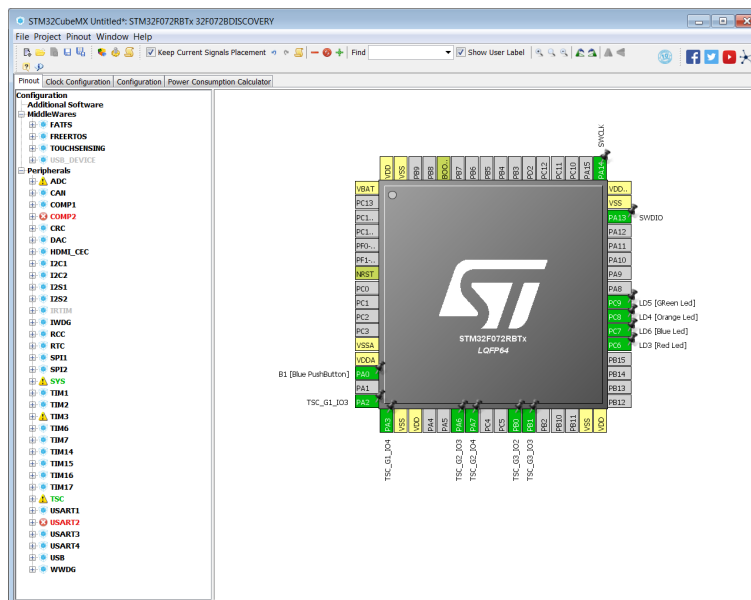 STM32CubeMX Untitled*: STM32F072RBTx 32F072BDISCOVERY
File Project Pinout Window Help
Keep Current Signals Placement
Find
Show User Label
Pinout
Clock Configuration
Configuration
Power Consumption Calculator
Configuration
Additional Software
MiddleWares
FATFS
FREERTOS
TOUCHSENSING
USB_DEVICE
Peripherals
ADC
CAN
COMP1
COMP2
CRC
DAC
HDMI_CEC
I2C1
I2C2
I2S1
I2S2
IRTIM
IWDG
RCC
RTC
SPI1
SPI2
SYS
TIM1
TIM2
TIM3
TIM6
TIM7
TIM14
TIM15
TIM16
TIM17
TSC
USART1
USART2
USART3
USART4
USB
WWDG
SWCLK
VDD
VSS
PB9
PB8
BOO..
PB7
PB6
PB5
PB4
PB3
PD2
PC12
PC11
PC10
PA15
PA14
VBAT
PC13
PC1..
PC1..
PF0-..
PF1-..
NRST
PC0
PC1
PC2
PC3
VSSA
VDDA
B1 [Blue PushButton]
PA0
PA1
TSC_G1_IO3
PA2
STM32F072RBTx
LQFP64
VDD..
VSS
PA13
SWDIO
PA12
PA11
PA10
PA9
PA8
PC9
LD5 [GReen Led]
PC8
LD4 [Orange Led]
PC7
LD6 [Blue Led]
PC6
LD3 [Red Led]
PB15
PB14
PB13
PB12
PA3
VSS
VDD
PA4
PA5
PA6
PA7
PC4
PC5
PB0
PB1
PB2
PB10
PB11
VSS
VDD
TSC_G1_IO4
TSC_G2_IO3
TSC_G2_IO4
TSC_G3_IO2
TSC_G3_IO3